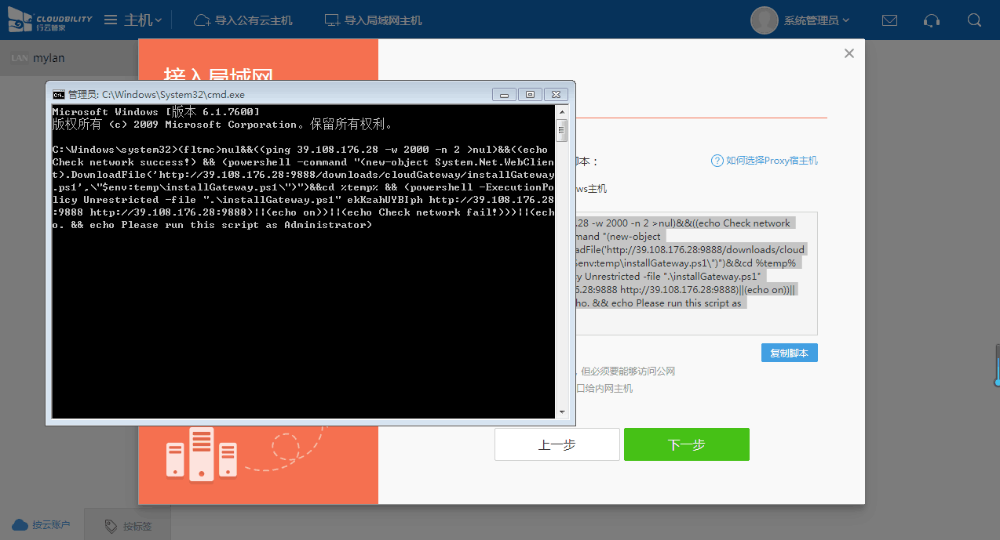 CLOUDBILITY
行云管家
主机
导入公有云主机
导入局域网主机
系统管理员
LAN mylan
接入局域网
管理员: C:\Windows\System32\cmd.exe
Microsoft Windows [版本 6.1.7600]
版权所有 (c) 2009 Microsoft Corporation。保留所有权利。
C:\Windows\system32>(fltmc)nul&&((ping 39.108.176.28 -w 2000 -n 2 >nul)&&((echo
Check network success!) && (powershell -command "(new-object System.Net.WebClien
t).DownloadFile('http://39.108.176.28:9888/downloads/cloudGateway/installGateway
.ps1',\"$env:temp\installGateway.ps1\")")&&cd %temp% && (powershell -ExecutionPo
licy Unrestricted -file ".\installGateway.ps1" ekKzahUYBIph http://39.108.176.28
:9888 http://39.108.176.28:9888)||(echo on))||(echo Check network fail!)))||(ech
o. && echo Please run this script as Administrator)
脚本：
如何选择Proxy宿主机
ws主机
.28 -w 2000 -n 2 >nul)&&((echo Check network
mand "(new-object
adFile('http://39.108.176.28:9888/downloads/cloud
$env:temp\installGateway.ps1\")")&&cd %temp%
y Unrestricted -file ".\installGateway.ps1"
6.28:9888 http://39.108.176.28:9888)||(echo on))||
ho. && echo Please run this script as
复制脚本
，但必须要能够访问公网
口给内网主机
上一步
下一步
按云账户
按标签